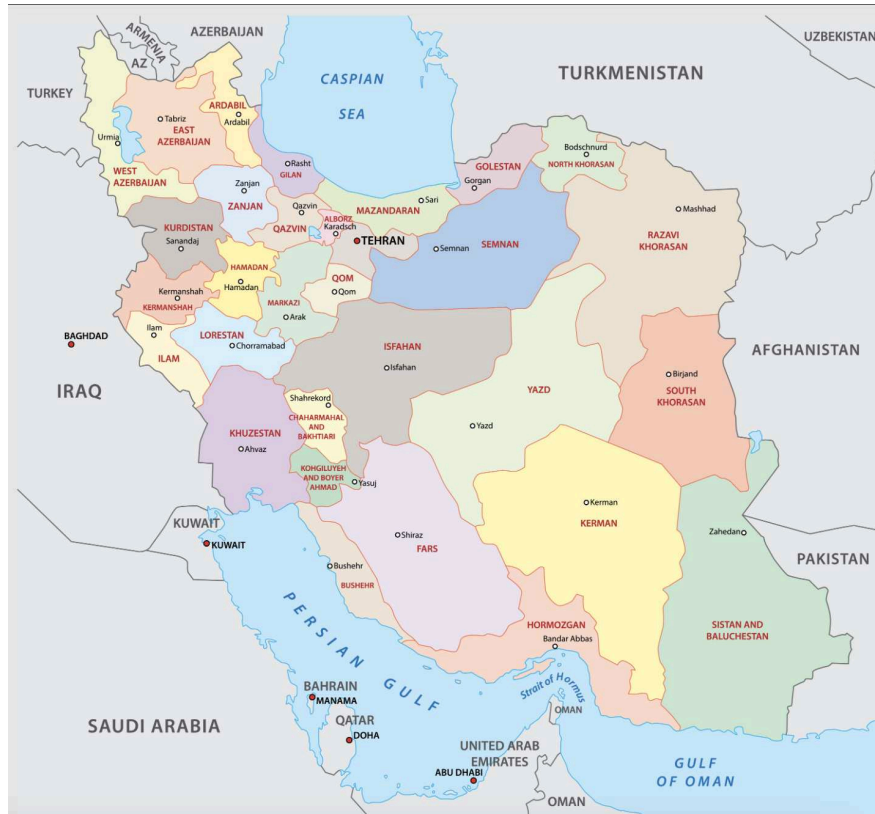 AZERBAIJAN
ARMENIA
AZ
UZBEKISTAN
TURKEY
CASPIAN
SEA
TURKMENISTAN
ARDABIL
Ardabil
Tabriz
EAST
AZERBAIJAN
Urmia
WEST
AZERBAIJAN
Rasht
GILAN
Bodschnurd
NORTH KHORASAN
GOLESTAN
Gorgan
Zanjan
ZANJAN
Sari
MAZANDARAN
Qazvin
QAZVIN
ALBORZ
Karadsch
TEHRAN
Mashhad
RAZAVI
KHORASAN
KURDISTAN
Sanandaj
SEMNAN
Semnan
HAMADAN
Hamadan
QOM
Qom
Kermanshah
KERMANSHAH
MARKAZI
Arak
Ilam
ILAM
LORESTAN
Chorramabad
BAGHDAD
ISFAHAN
Isfahan
AFGHANISTAN
IRAQ
Birjand
SOUTH
KHORASAN
YAZD
Yazd
Shahrekord
CHAHARMAHAL
AND
BAKHTIARI
KHUZESTAN
Ahvaz
KOHGILUYEH
AND BOYER
AHMAD
Yasuj
Kerman
KERMAN
KUWAIT
KUWAIT
Shiraz
FARS
Zahedan
PAKISTAN
Bushehr
BUSHEHR
PERSIAN GULF
HORMOZGAN
Bandar Abbas
SISTAN AND
BALUCHESTAN
Strait of Hormus
BAHRAIN
MANAMA
OMAN
SAUDI ARABIA
QATAR
DOHA
UNITED ARAB
EMIRATES
ABU DHABI
GULF
OF OMAN
OMAN